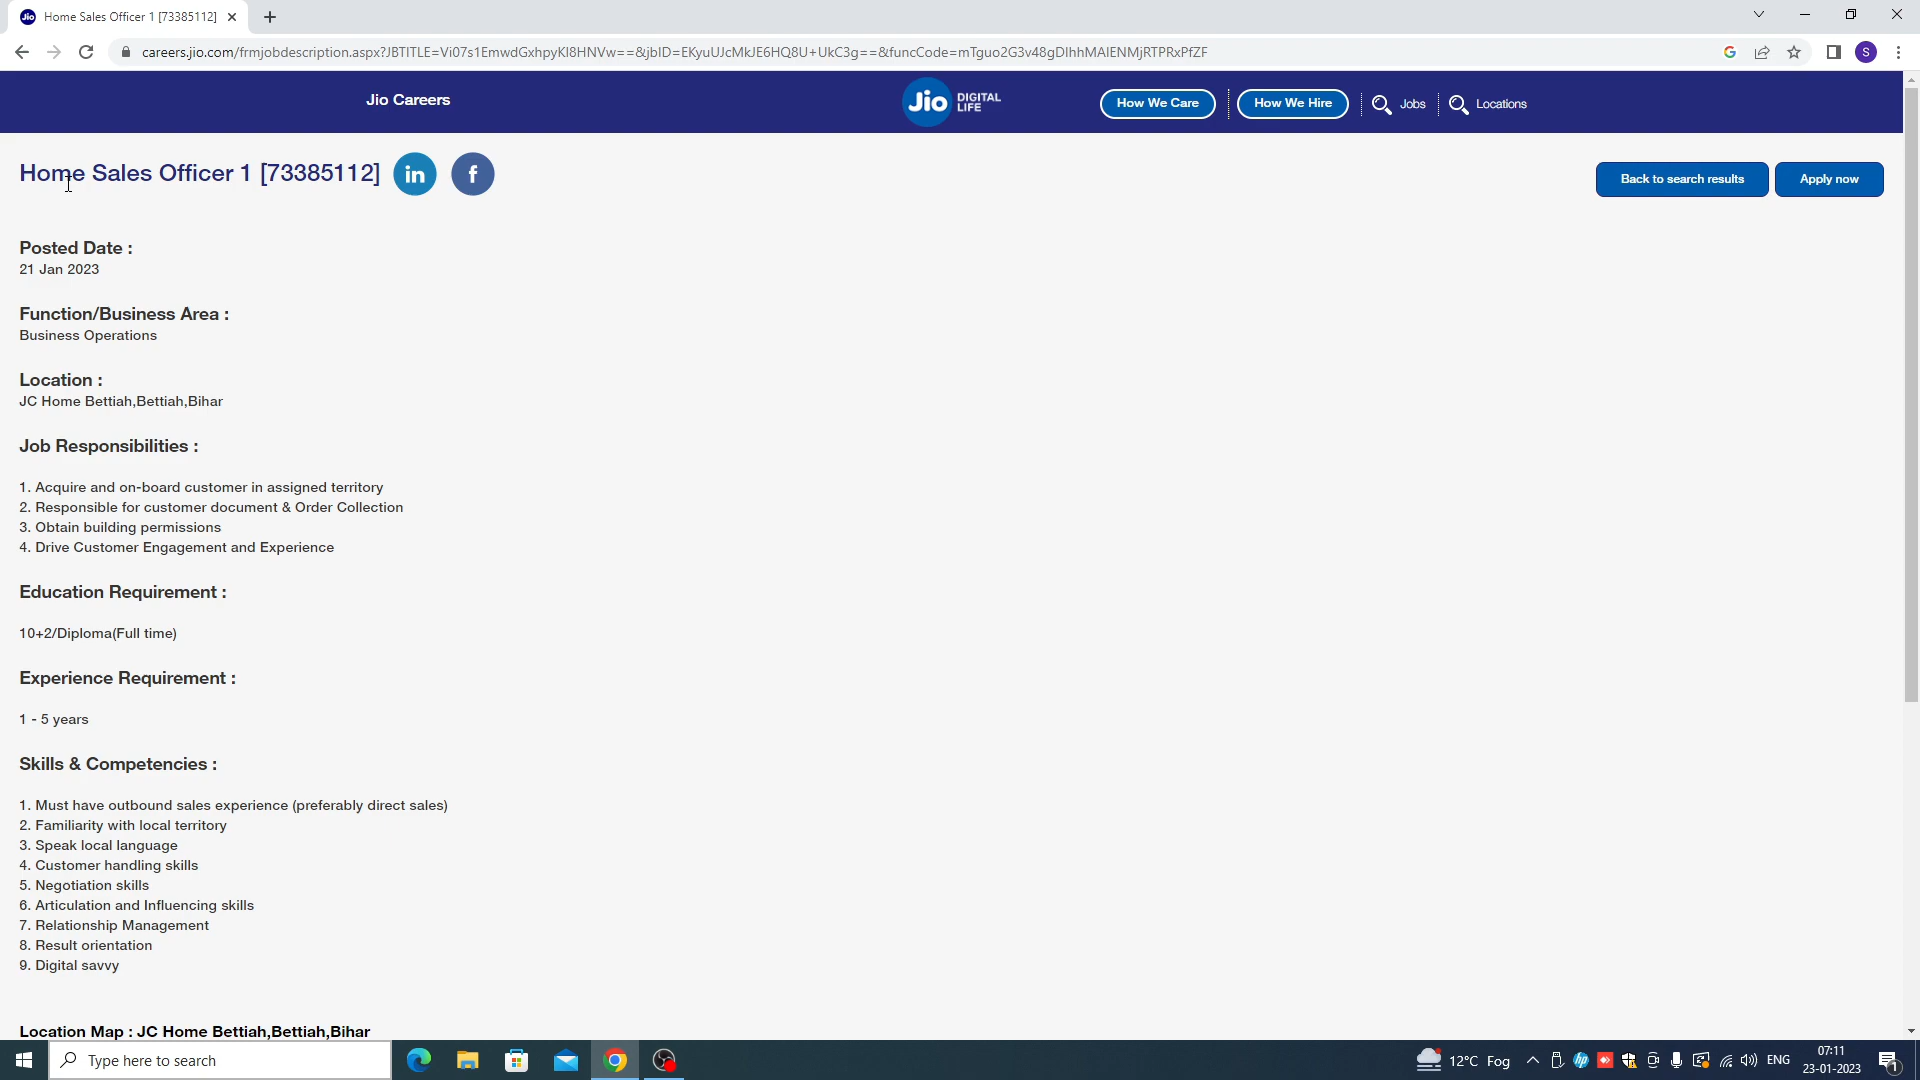 Home Sales Officer 1 [73385112]
careers.jio.com/frmjobdescription.aspx?JBTITLE=Vi07s1EmwdGxhpyKI8HNVw==&jbID=EKyuUJcMkJE6HQ8U+UkC3g==&funcCode=mTguo2G3v48gDIhhMAIENMjRTPRxPfZF
S
Jio Careers
Jio DIGITAL LIFE
How We Care
How We Hire
Jobs
Locations
Home Sales Officer 1 [73385112]
in
f
Back to search results
Apply now
Posted Date :
21 Jan 2023
Function/Business Area :
Business Operations
Location :
JC Home Bettiah,Bettiah,Bihar
Job Responsibilities :
1. Acquire and on-board customer in assigned territory
2. Responsible for customer document & Order Collection
3. Obtain building permissions
4. Drive Customer Engagement and Experience
Education Requirement :
10+2/Diploma(Full time)
Experience Requirement :
1 - 5 years
Skills & Competencies :
1. Must have outbound sales experience (preferably direct sales)
2. Familiarity with local territory
3. Speak local language
4. Customer handling skills
5. Negotiation skills
6. Articulation and Influencing skills
7. Relationship Management
8. Result orientation
9. Digital savvy
Location Map : JC Home Bettiah,Bettiah,Bihar
Type here to search
12°C Fog
ENG
07:11
23-01-2023
1